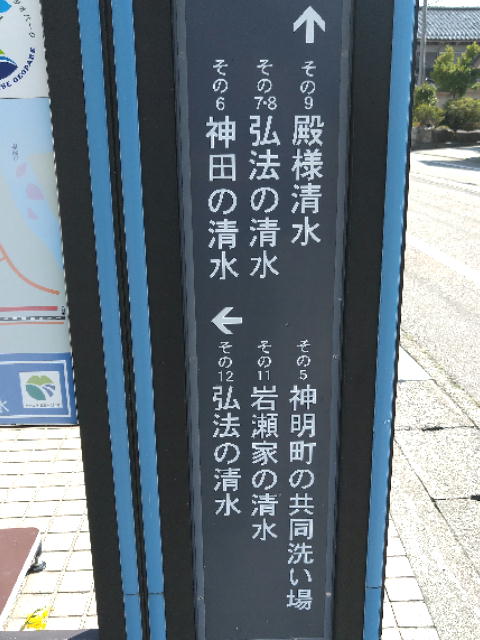 ↑
その9 殿様清水
その7・8 弘法の清水
その6 神田の清水
←
その5 神明町の共同洗い場
その11 岩瀬家の清水
その12 弘法の清水